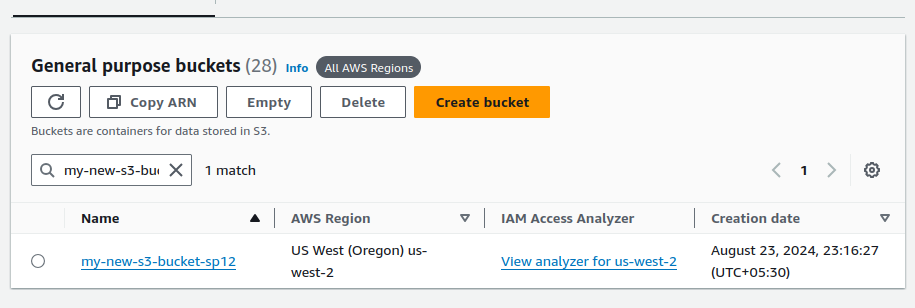 General purpose buckets (28) Info All AWS Regions
Copy ARN Empty Delete Create bucket
Buckets are containers for data stored in S3.
my-new-s3-buc 1 match 1
Name AWS Region IAM Access Analyzer Creation date
my-new-s3-bucket-sp12 US West (Oregon) us-west-2 View analyzer for us-west-2 August 23, 2024, 23:16:27 (UTC+05:30)